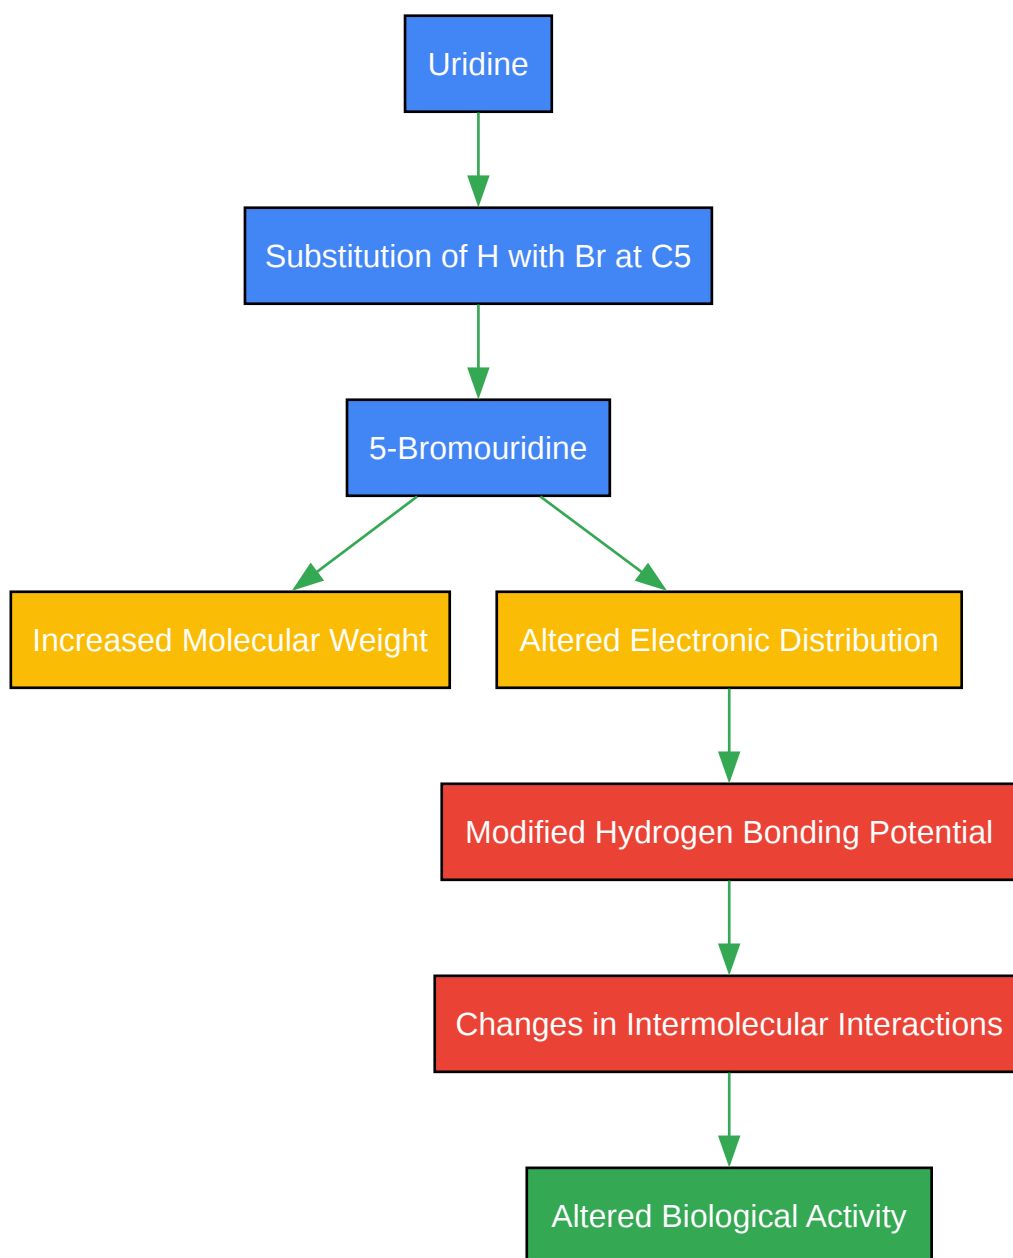 Uridine
Substitution of H with Br at C5
5-Bromouridine
Increased Molecular Weight
Altered Electronic Distribution
Modified Hydrogen Bonding Potential
Changes in Intermolecular Interactions
Altered Biological Activity